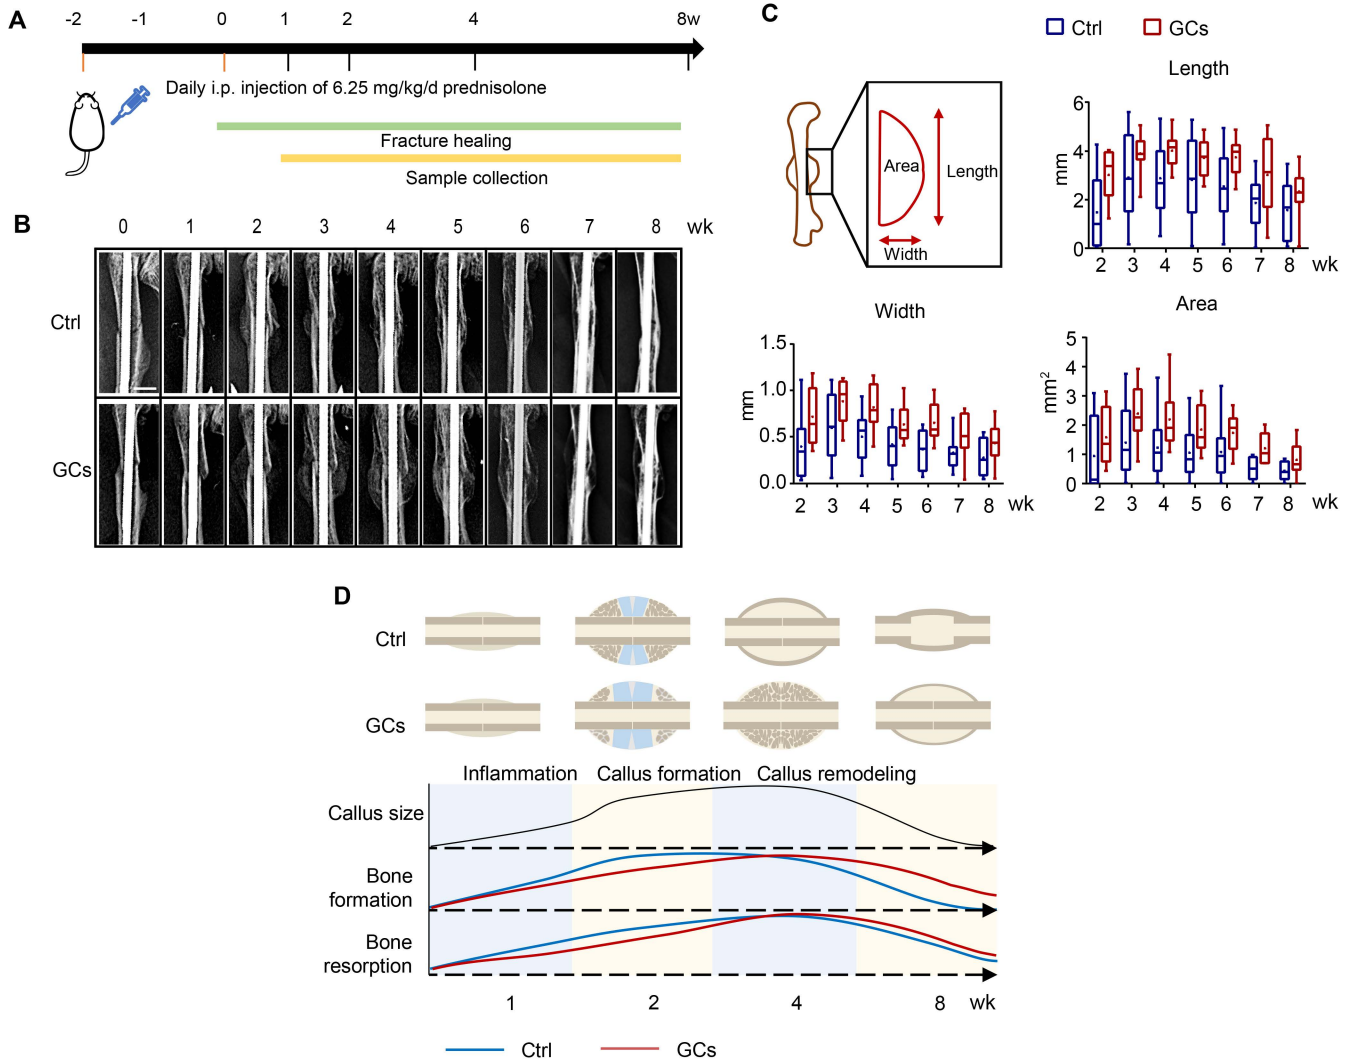 A
-2 -1 0 1 2 4 8w
Daily i.p. injection of 6.25 mg/kg/d prednisolone
Fracture healing
Sample collection
B
0 1 2 3 4 5 6 7 8 wk
Ctrl
GCs
C
Ctrl GCs
Area
Length
Width
Length
6
4
2
0
mm
2 3 4 5 6 7 8 wk
Width
1.5
1.0
0.5
0.0
mm
2 3 4 5 6 7 8 wk
Area
5
4
3
2
1
0
mm²
2 3 4 5 6 7 8 wk
D
Ctrl
GCs
Inflammation Callus formation Callus remodeling
Callus size
Bone
formation
Bone
resorption
1 2 4 8 wk
Ctrl GCs